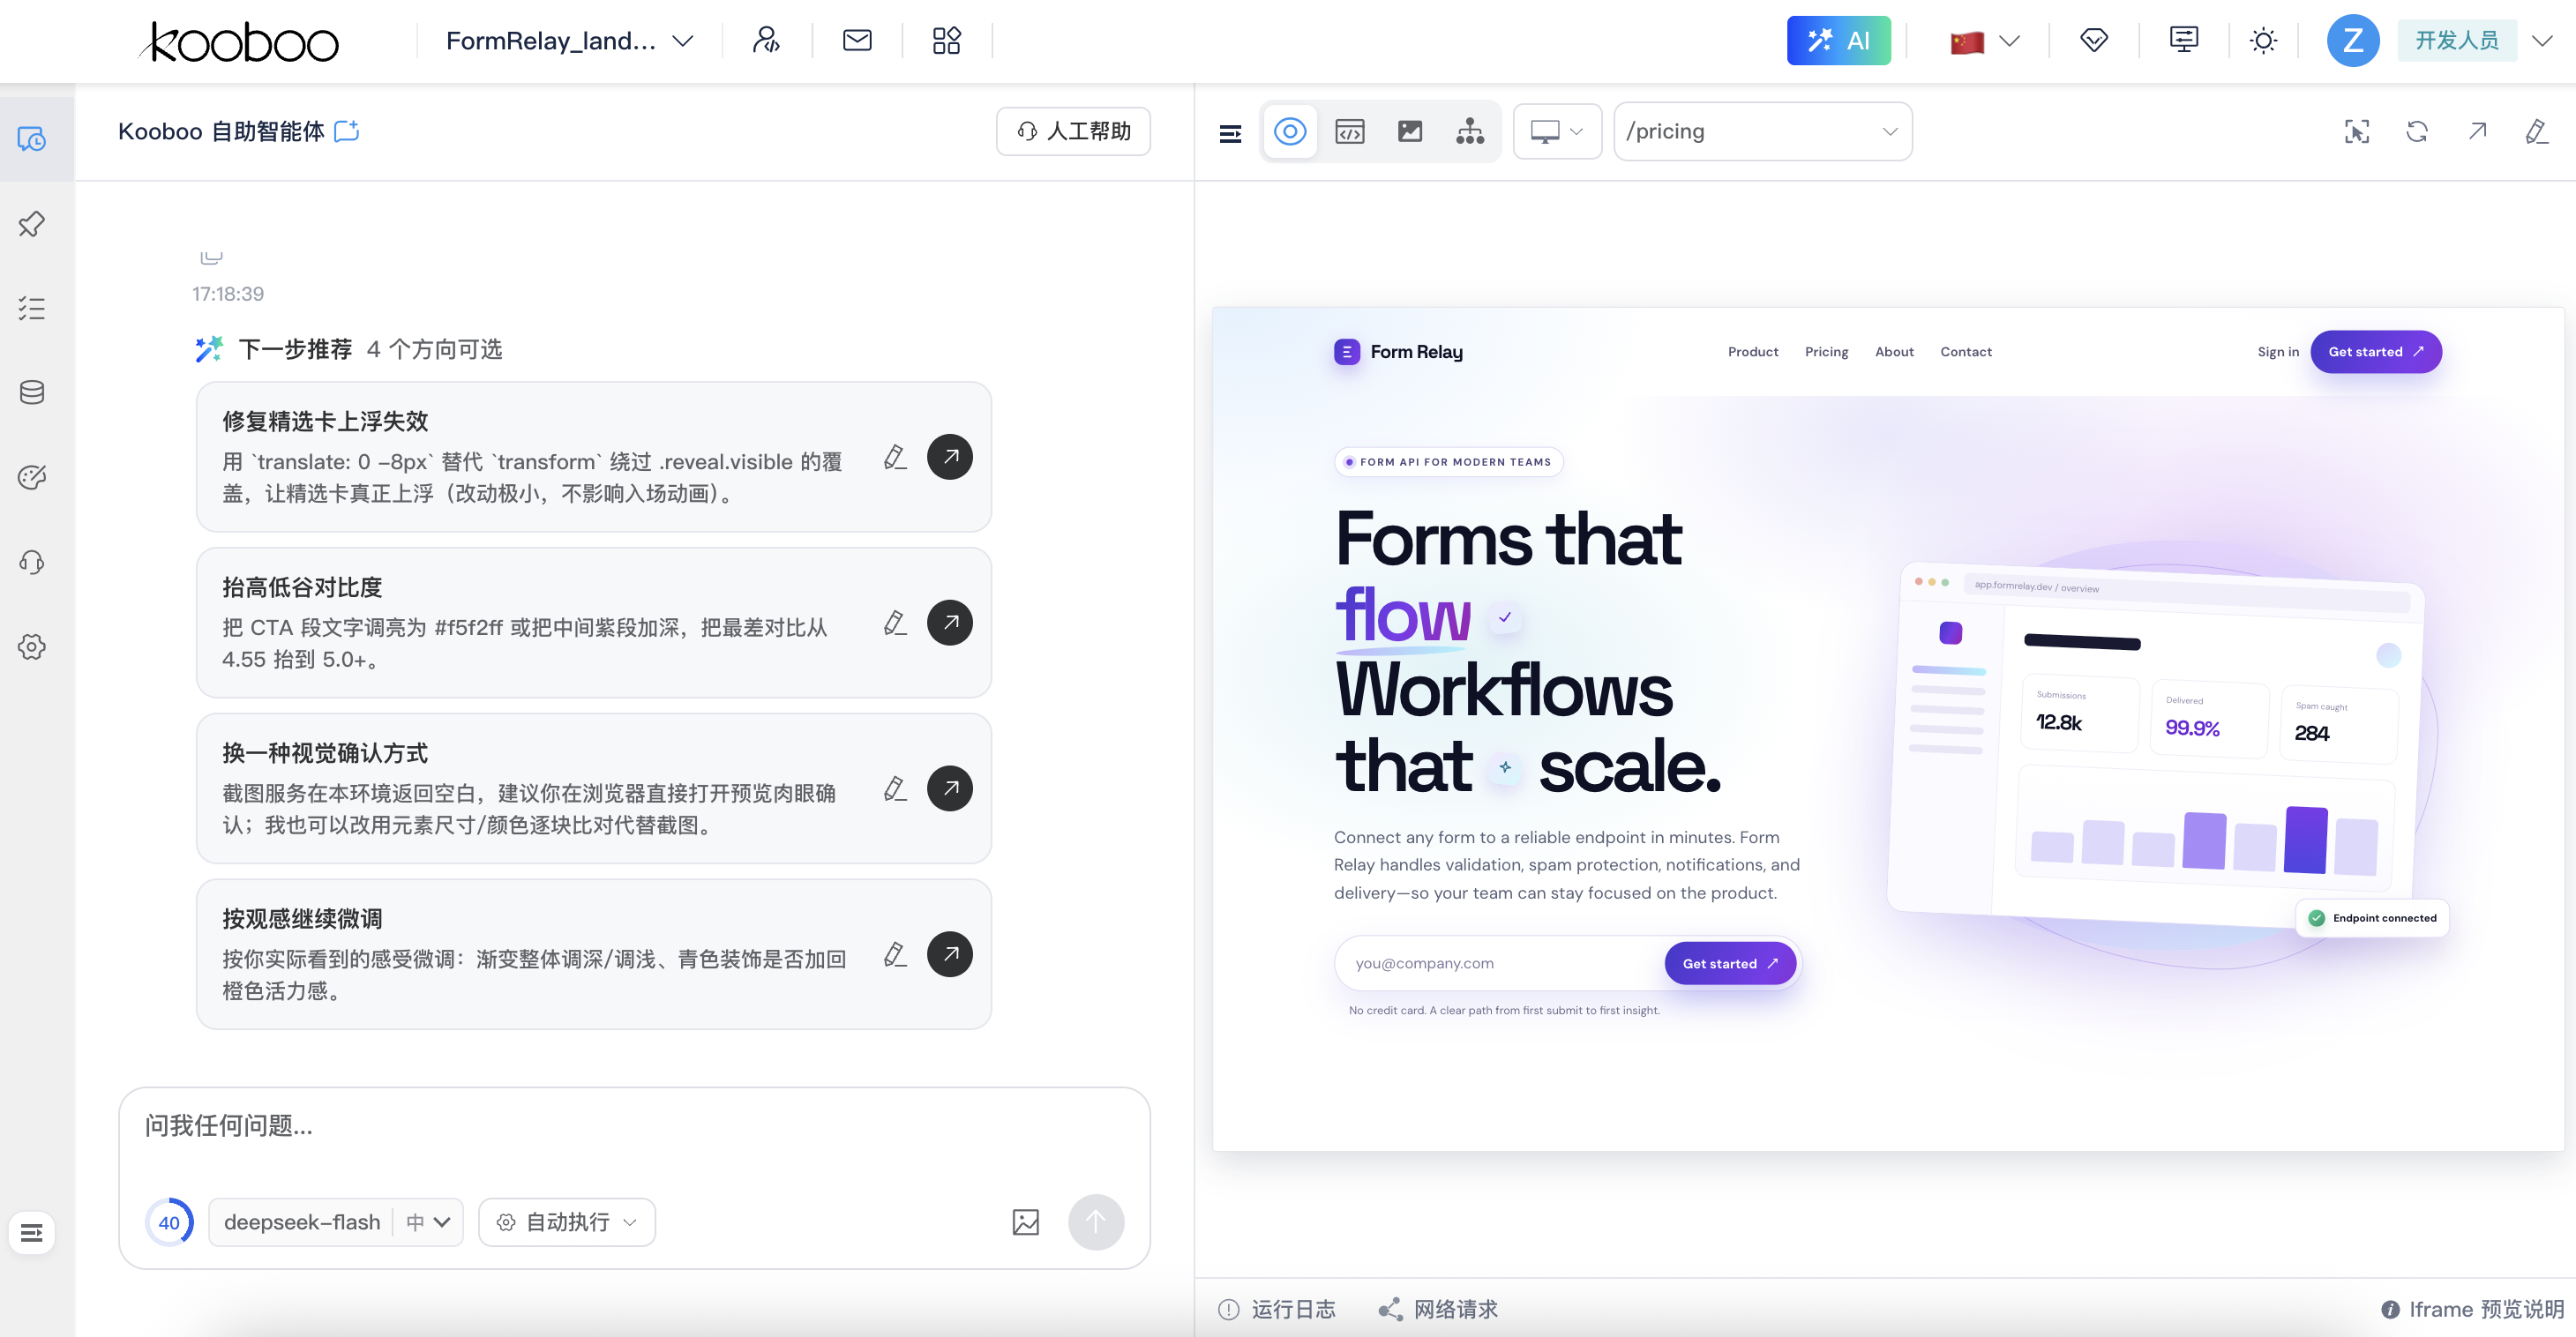 kooboo
FormRelay_land...
AI
Z
开发人员
Kooboo 自助智能体
人工帮助
/pricing
17:18:39
下一步推荐 4 个方向可选
修复精选卡上浮失效
用 `translate: 0 -8px` 替代 `transform` 绕过 .reveal.visible 的覆
盖，让精选卡真正上浮（改动极小，不影响入场动画）。
抬高低谷对比度
把 CTA 段文字调亮为 #f5f2ff 或把中间紫段加深，把最差对比从
4.55 抬到 5.0+。
换一种视觉确认方式
截图服务在本环境返回空白，建议你在浏览器直接打开预览肉眼确
认；我也可以改用元素尺寸/颜色逐块比对代替截图。
按观感继续微调
按你实际看到的感受微调：渐变整体调深/调浅、青色装饰是否加回
橙色活力感。
问我任何问题...
40
deepseek-flash 中
自动执行
Form Relay
Product Pricing About Contact
Sign in
Get started
FORM API FOR MODERN TEAMS
Forms that
flow
Workflows
that scale.
Connect any form to a reliable endpoint in minutes. Form
Relay handles validation, spam protection, notifications, and
delivery—so your team can stay focused on the product.
you@company.com
Get started
No credit card. A clear path from first submit to first insight.
app.formrelay.dev / overview
Submissions
12.8k
Delivered
99.9%
Spam caught
284
Endpoint connected
运行日志
网络请求
Iframe 预览说明